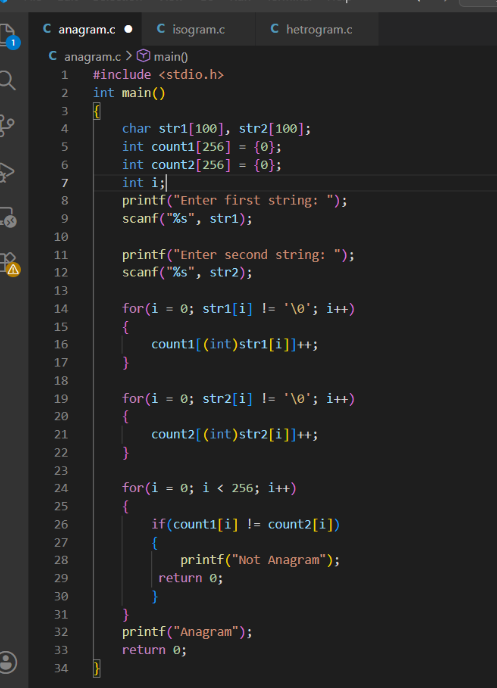 anagram.c
isogram.c
hetrogram.c
anagram.c > main()
1 #include <stdio.h>
2 int main()
3 {
4     char str1[100], str2[100];
5     int count1[256] = {0};
6     int count2[256] = {0};
7     int i;
8     printf("Enter first string: ");
9     scanf("%s", str1);
10
11     printf("Enter second string: ");
12     scanf("%s", str2);
13
14     for(i = 0; str1[i] != '\0'; i++)
15     {
16         count1[(int)str1[i]]++;
17     }
18
19     for(i = 0; str2[i] != '\0'; i++)
20     {
21         count2[(int)str2[i]]++;
22     }
23
24     for(i = 0; i < 256; i++)
25     {
26         if(count1[i] != count2[i])
27         {
28             printf("Not Anagram");
29          return 0;
30         }
31     }
32     printf("Anagram");
33     return 0;
34 }
1